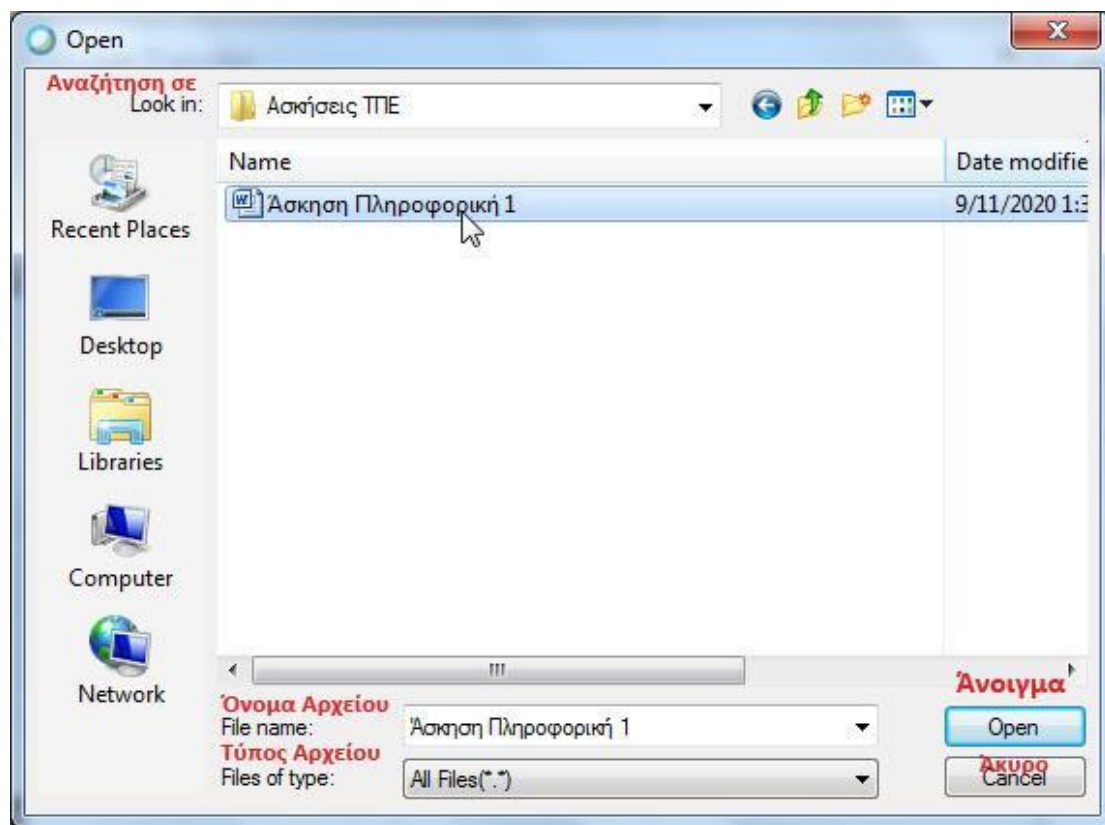 Open
Αναζήτηση σε
Look in:
Ασκήσεις ΤΠΕ
Name
Date modifie
Άσκηση Πληροφορική 1
9/11/2020 1:3
Recent Places
Desktop
Libraries
Computer
Network
Όνομα Αρχείου
File name:
Άσκηση Πληροφορική 1
Τύπος Αρχείου
Files of type:
All Files(*.*)
Άνοιγμα
Open
Άκυρο
Cancel